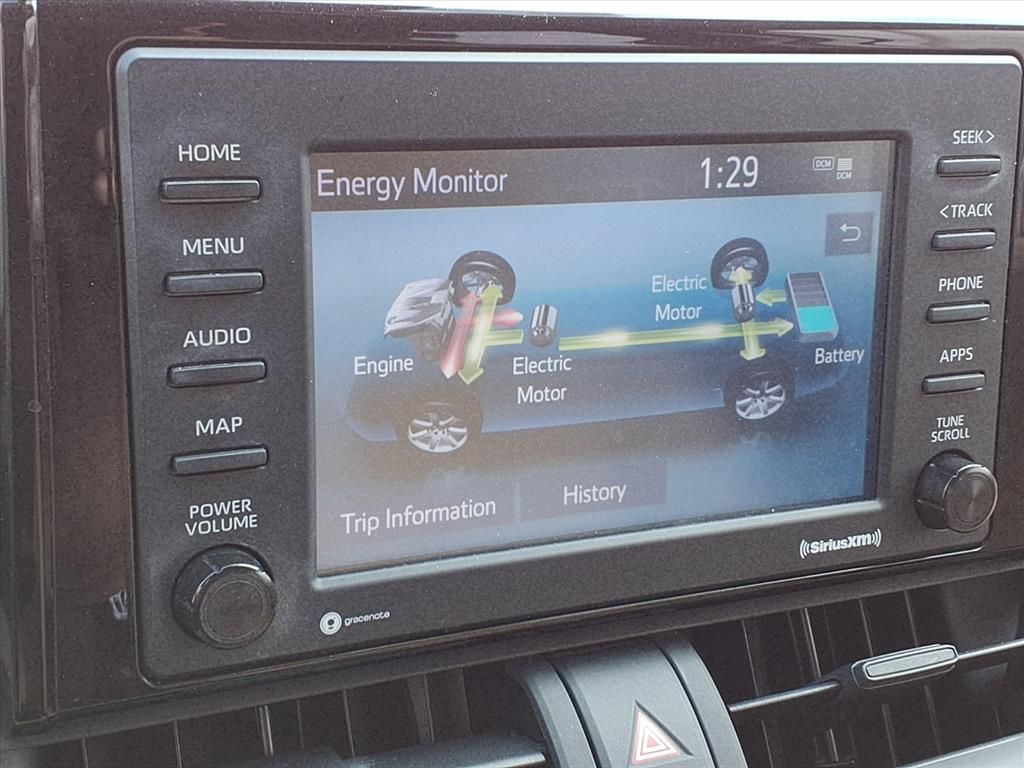 HOME
MENU
AUDIO
MAP
POWER
VOLUME
Energy Monitor
1:29
DCM
DCM
Electric
Motor
Engine
Electric
Motor
Battery
Trip Information
History
SEEK >
< TRACK
PHONE
APPS
TUNE
SCROLL
gracenote
((SiriusXM))